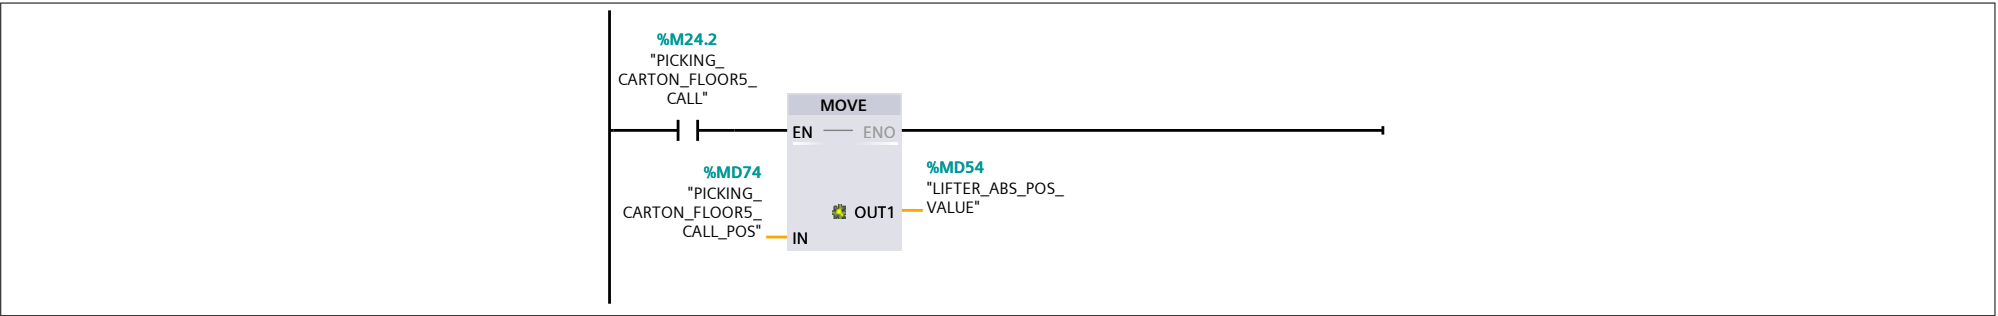 %M24.2
"PICKING_
CARTON_FLOOR5_
CALL"
MOVE
EN
ENO
%MD74
"PICKING_
CARTON_FLOOR5_
CALL_POS"
IN
OUT1
%MD54
"LIFTER_ABS_POS_
VALUE"